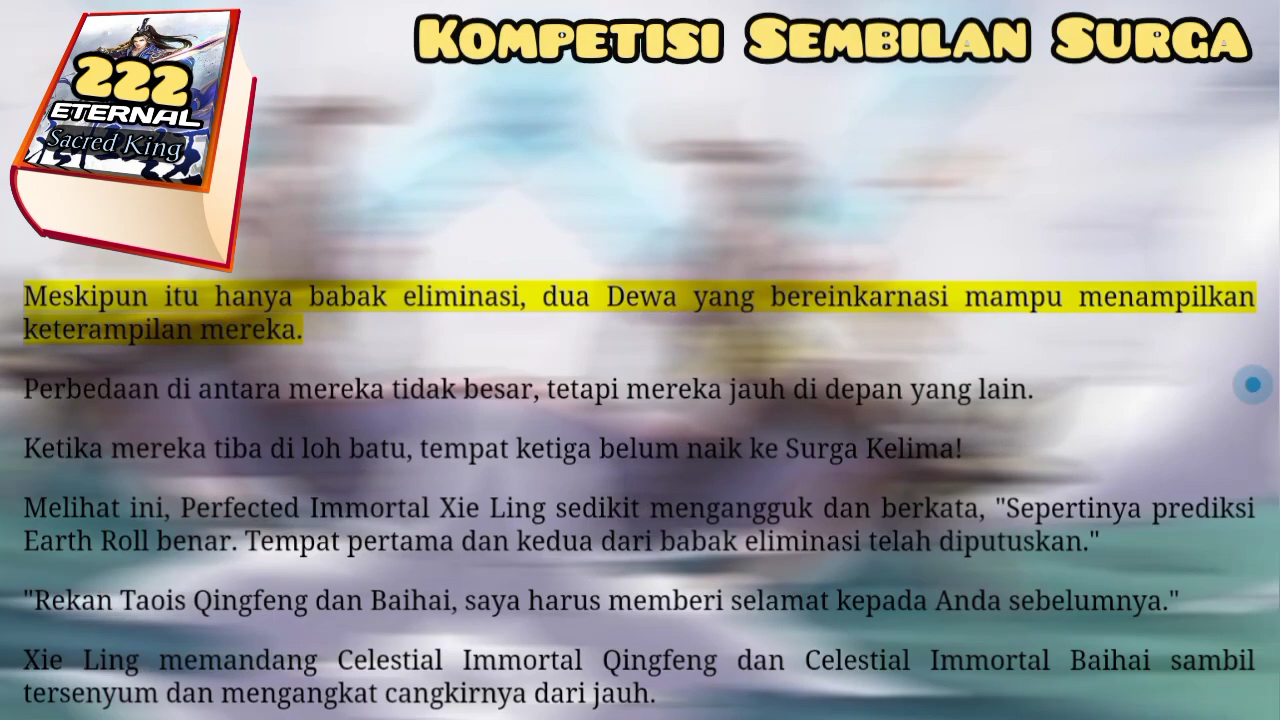 Kompetisi Sembilan Surga
222
ETERNAL
Sacred King
Meskipun itu hanya babak eliminasi, dua Dewa yang bereinkarnasi mampu menampilkan
keterampilan mereka.
Perbedaan di antara mereka tidak besar, tetapi mereka jauh di depan yang lain.
Ketika mereka tiba di loh batu, tempat ketiga belum naik ke Surga Kelima!
Melihat ini, Perfected Immortal Xie Ling sedikit mengangguk dan berkata, "Sepertinya prediksi
Earth Roll benar. Tempat pertama dan kedua dari babak eliminasi telah diputuskan."
"Rekan Taois Qingfeng dan Baihai, saya harus memberi selamat kepada Anda sebelumnya."
Xie Ling memandang Celestial Immortal Qingfeng dan Celestial Immortal Baihai sambil
tersenyum dan mengangkat cangkirnya dari jauh.